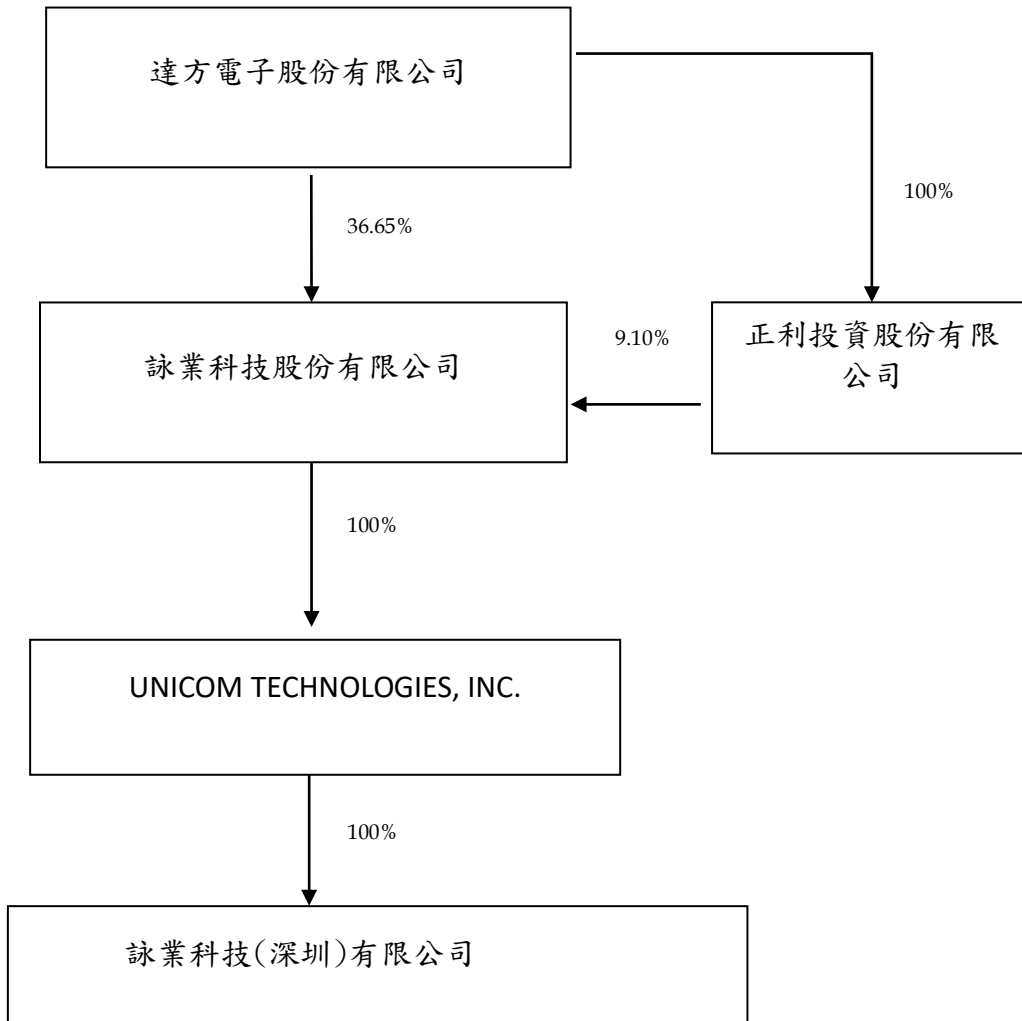 達方電子股份有限公司
100%
36.65%
詠業科技股份有限公司
9.10%
正利投資股份有限
公司
100%
UNICOM TECHNOLOGIES, INC.
100%
詠業科技(深圳)有限公司